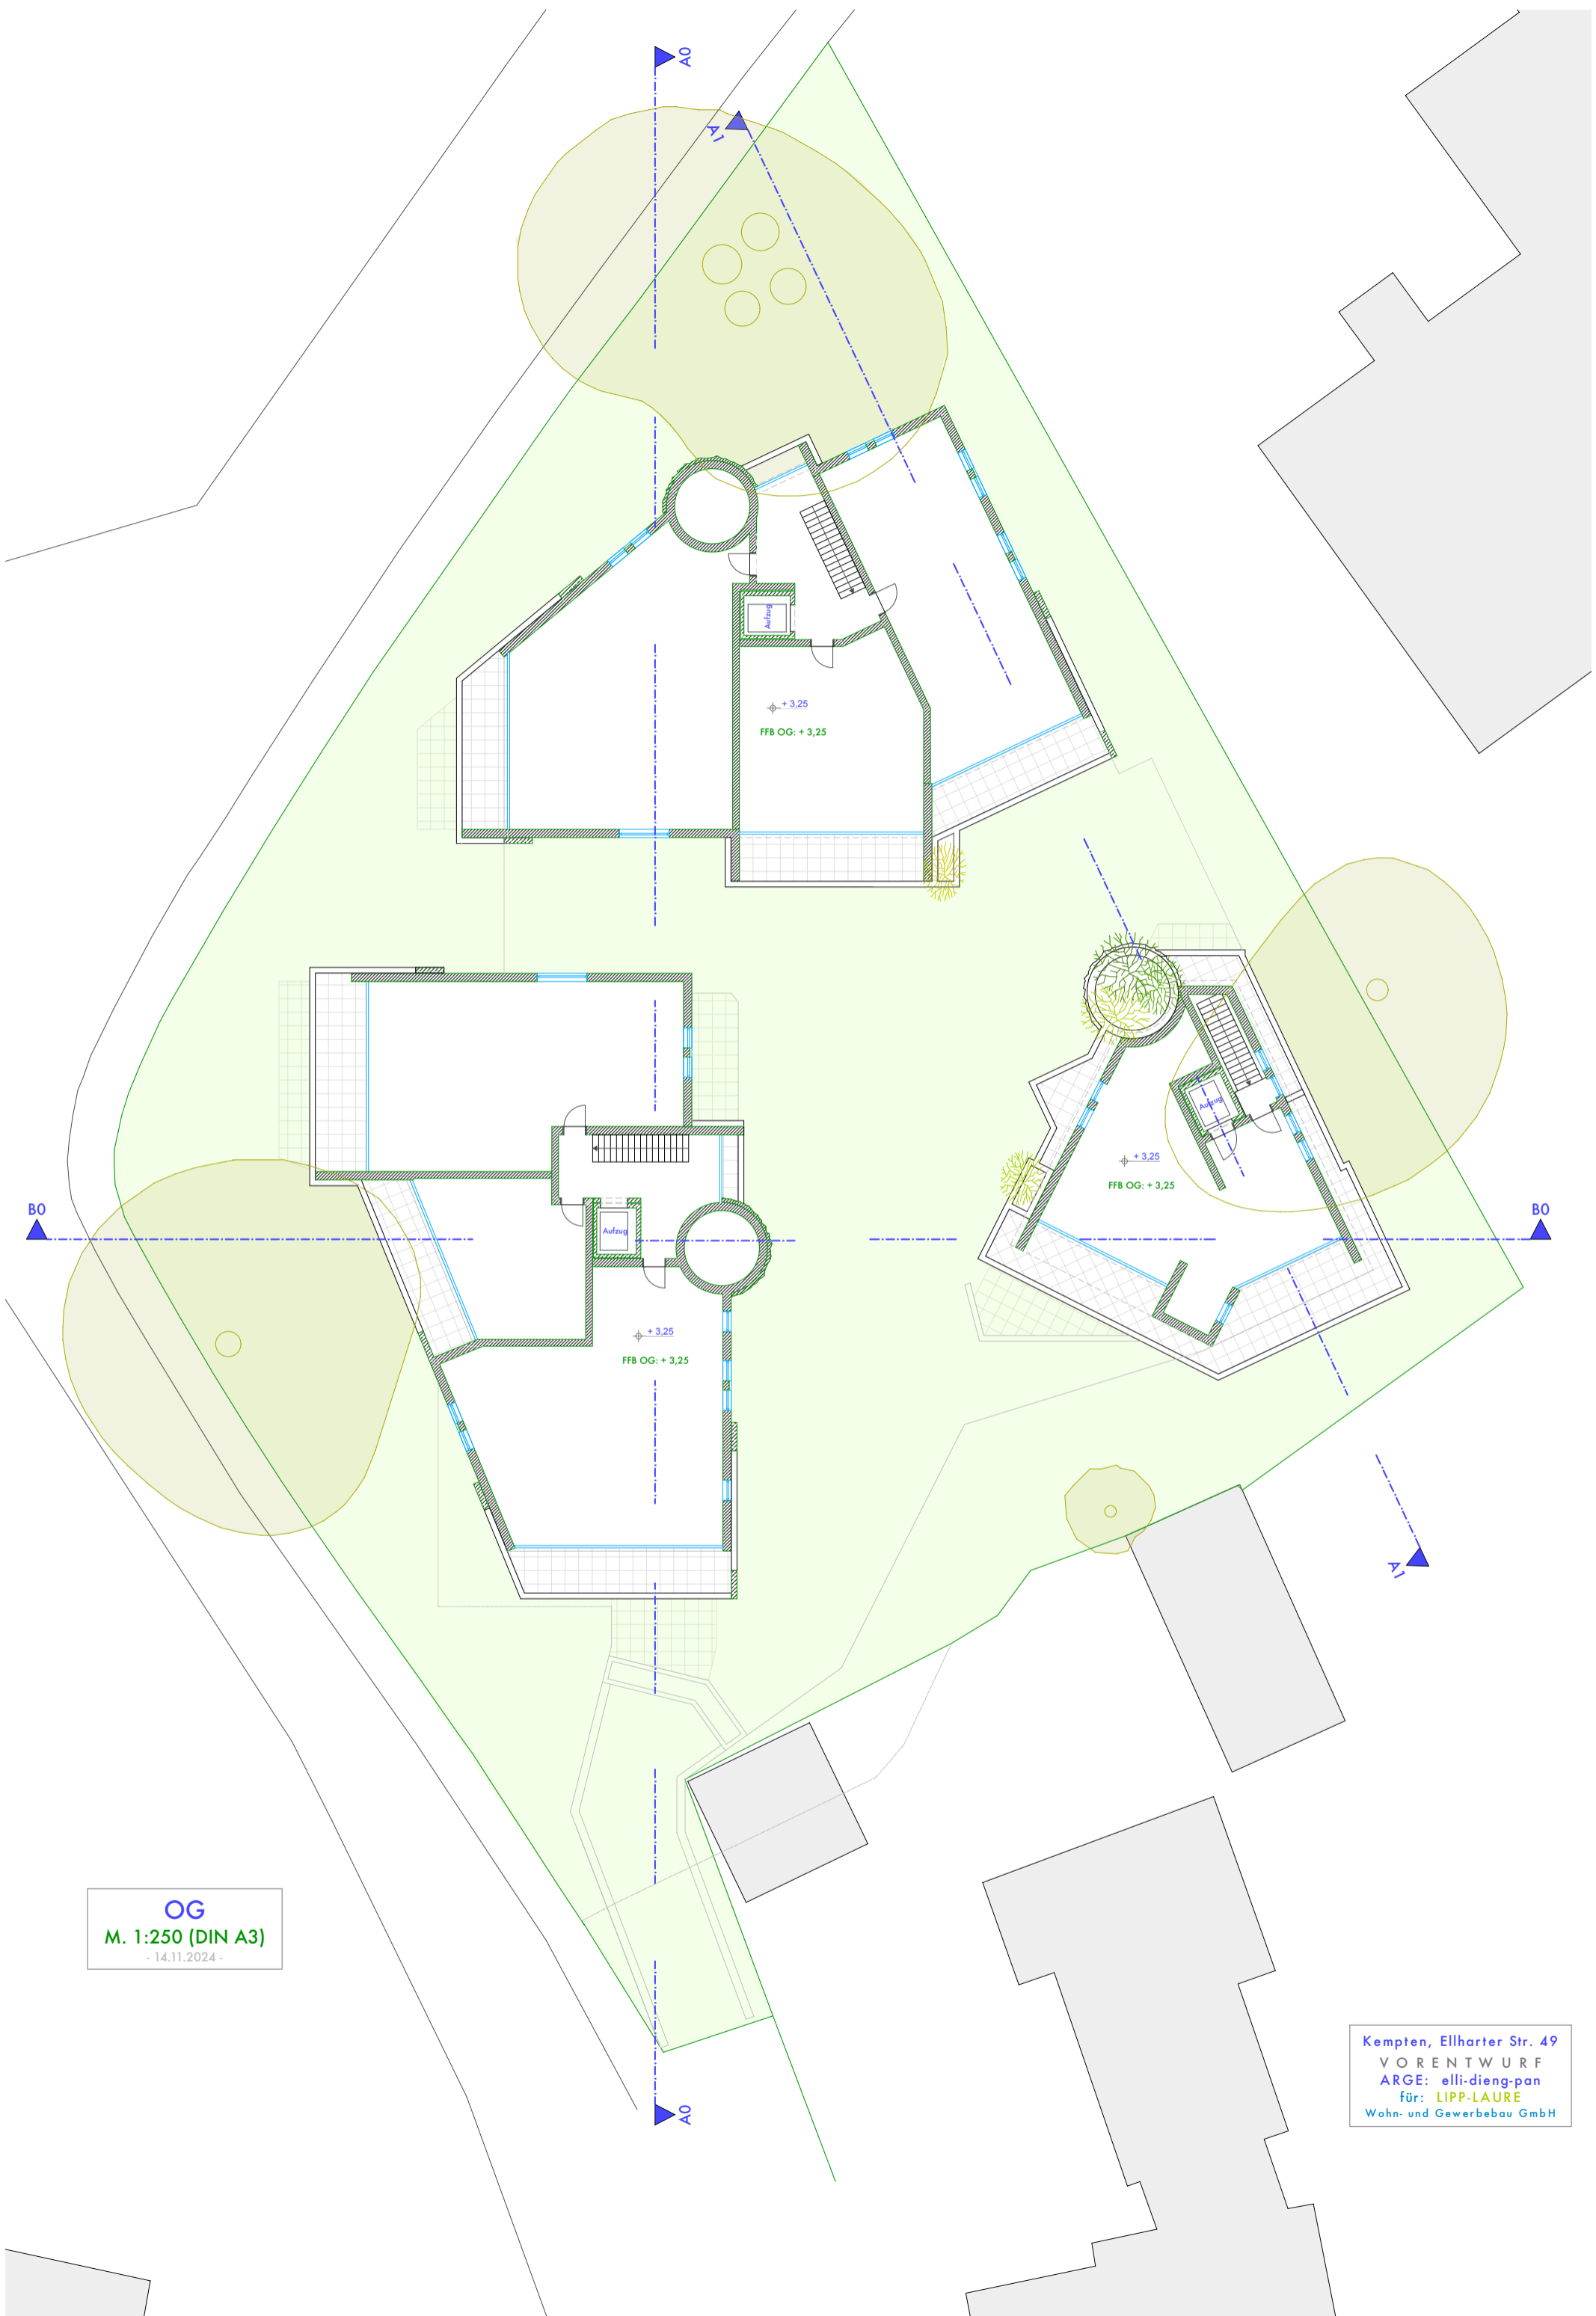 A0
A1
Aufzug
+ 3,25
FFB OG: + 3,25
Aufzug
+ 3,25
FFB OG: + 3,25
B0
B0
Aufzug
+ 3,25
FFB OG: + 3,25
A1
OG
M. 1:250 (DIN A3)
- 14.11.2024 -
A0
Kempten, Ellharter Str. 49
VORENTWURF
ARGE: elli-dieng-pan
für: LIPP-LAURE
Wohn- und Gewerbebau GmbH